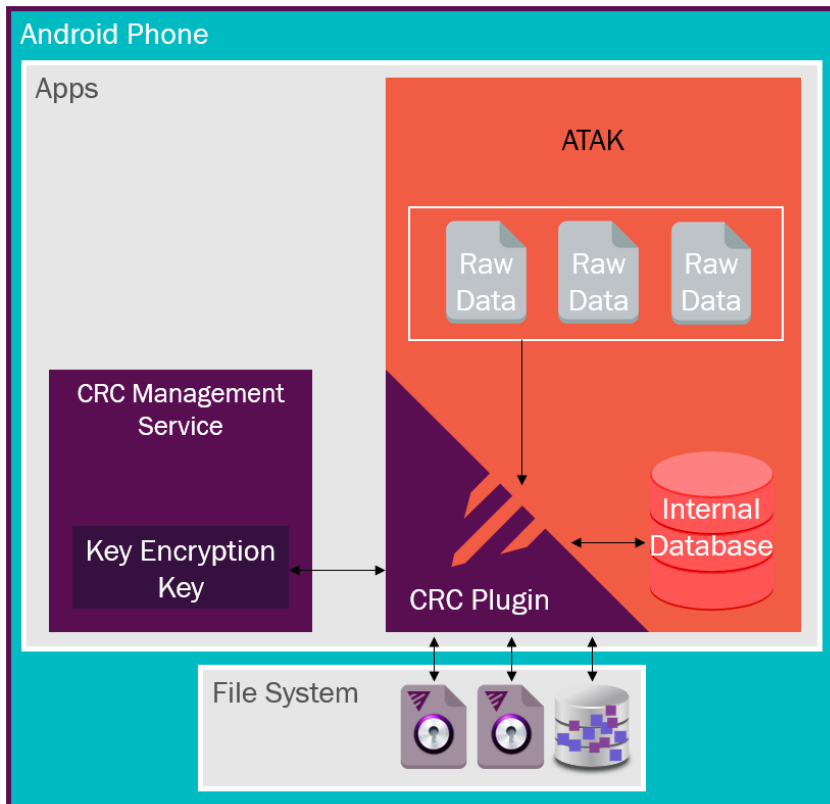 Android Phone
Apps
ATAK
Raw
Data
Raw
Data
Raw
Data
CRC Management
Service
Key Encryption
Key
CRC Plugin
Internal
Database
File System